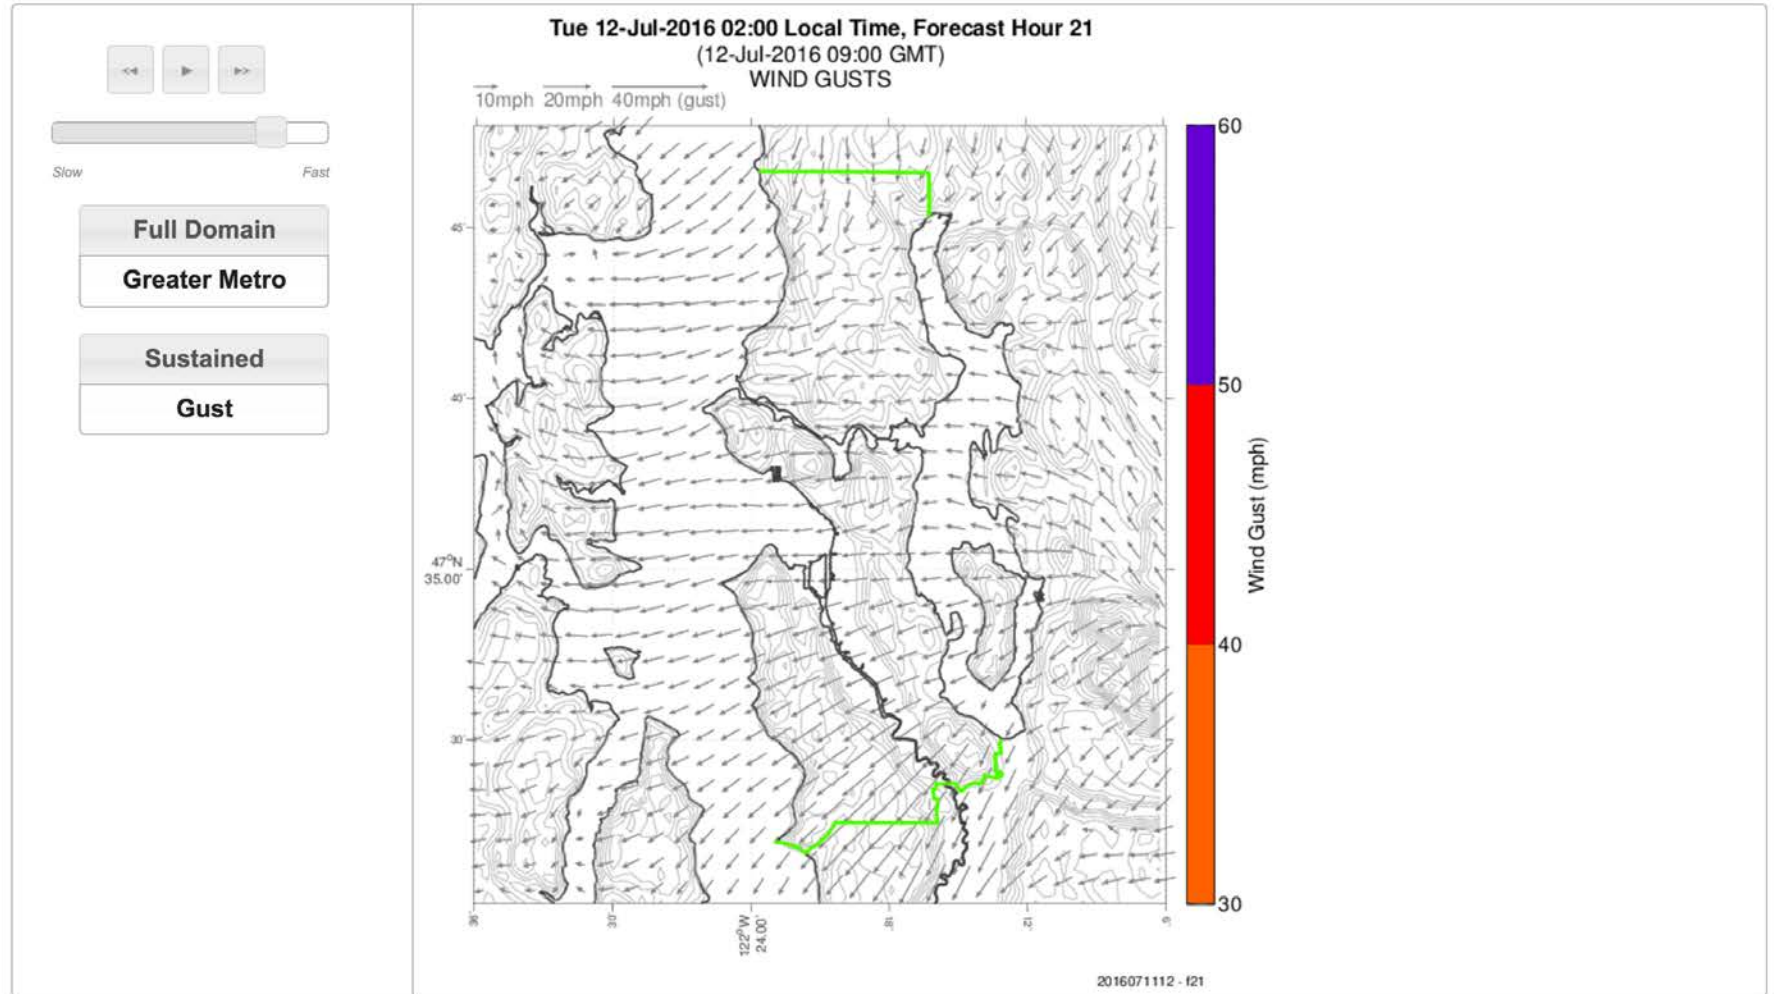 Tue 12-Jul-2016 02:00 Local Time, Forecast Hour 21
(12-Jul-2016 09:00 GMT)
WIND GUSTS
10mph 20mph 40mph (gust)
Slow Fast
Full Domain
Greater Metro
Sustained
Gust
45'
40'
47°N
35.00'
30'
36'
30'
122°W
24.00'
18'
12'
6'
60
50
40
30
Wind Gust (mph)
2016071112 - f21